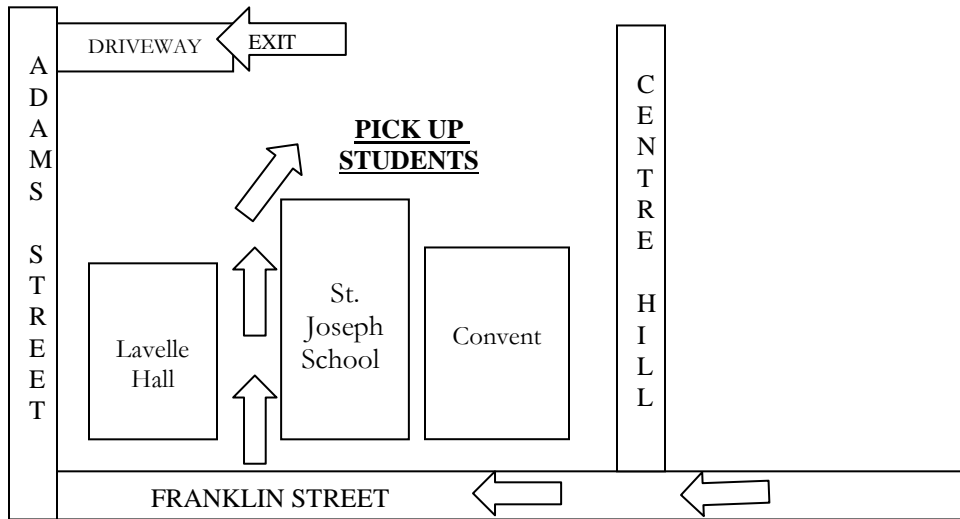 ADAMS STREET
DRIVEWAY
EXIT
PICK UP
STUDENTS
CENTRE HILL
Lavelle
Hall
St.
Joseph
School
Convent
FRANKLIN STREET